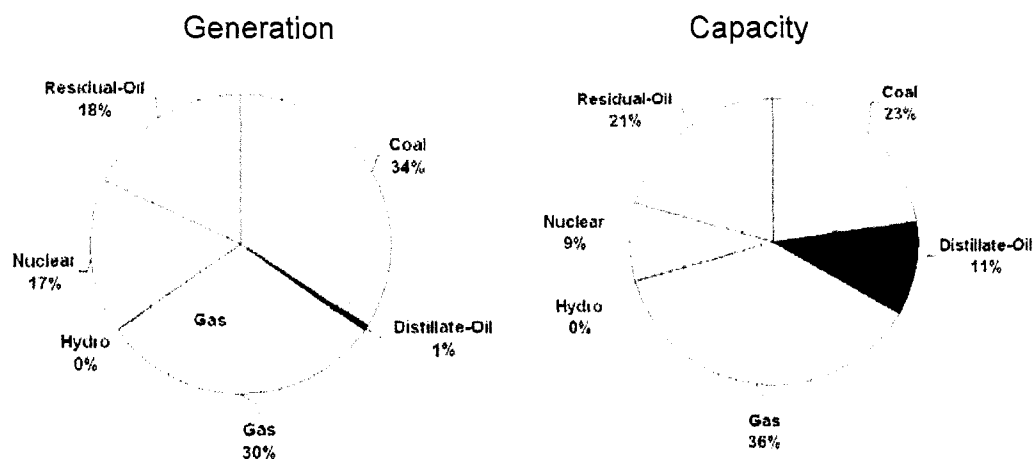 Generation
Residual-Oil
18%
Coal
34%
Nuclear
17%
Gas
Hydro
0%
Distillate-Oil
1%
Gas
30%
Capacity
Residual-Oil
21%
Coal
23%
Nuclear
9%
Distillate-Oil
11%
Hydro
0%
Gas
36%